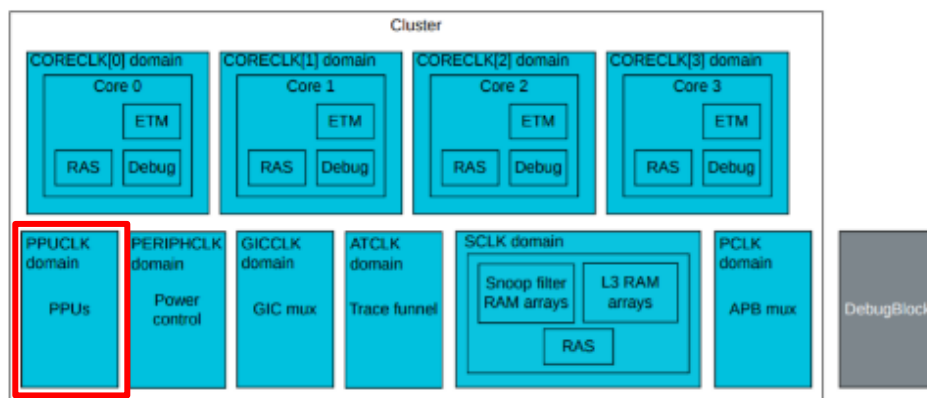 Cluster
CORECLK[0] domain
Core 0
ETM
RAS
Debug
CORECLK[1] domain
Core 1
ETM
RAS
Debug
CORECLK[2] domain
Core 2
ETM
RAS
Debug
CORECLK[3] domain
Core 3
ETM
RAS
Debug
PPUCLK
domain
PPUs
PERIPHCLK
domain
Power
control
GICCLK
domain
GIC mux
ATCLK
domain
Trace funnel
SCLK domain
Snoop filter
RAM arrays
L3 RAM
arrays
RAS
PCLK
domain
APB mux
DebugBlock